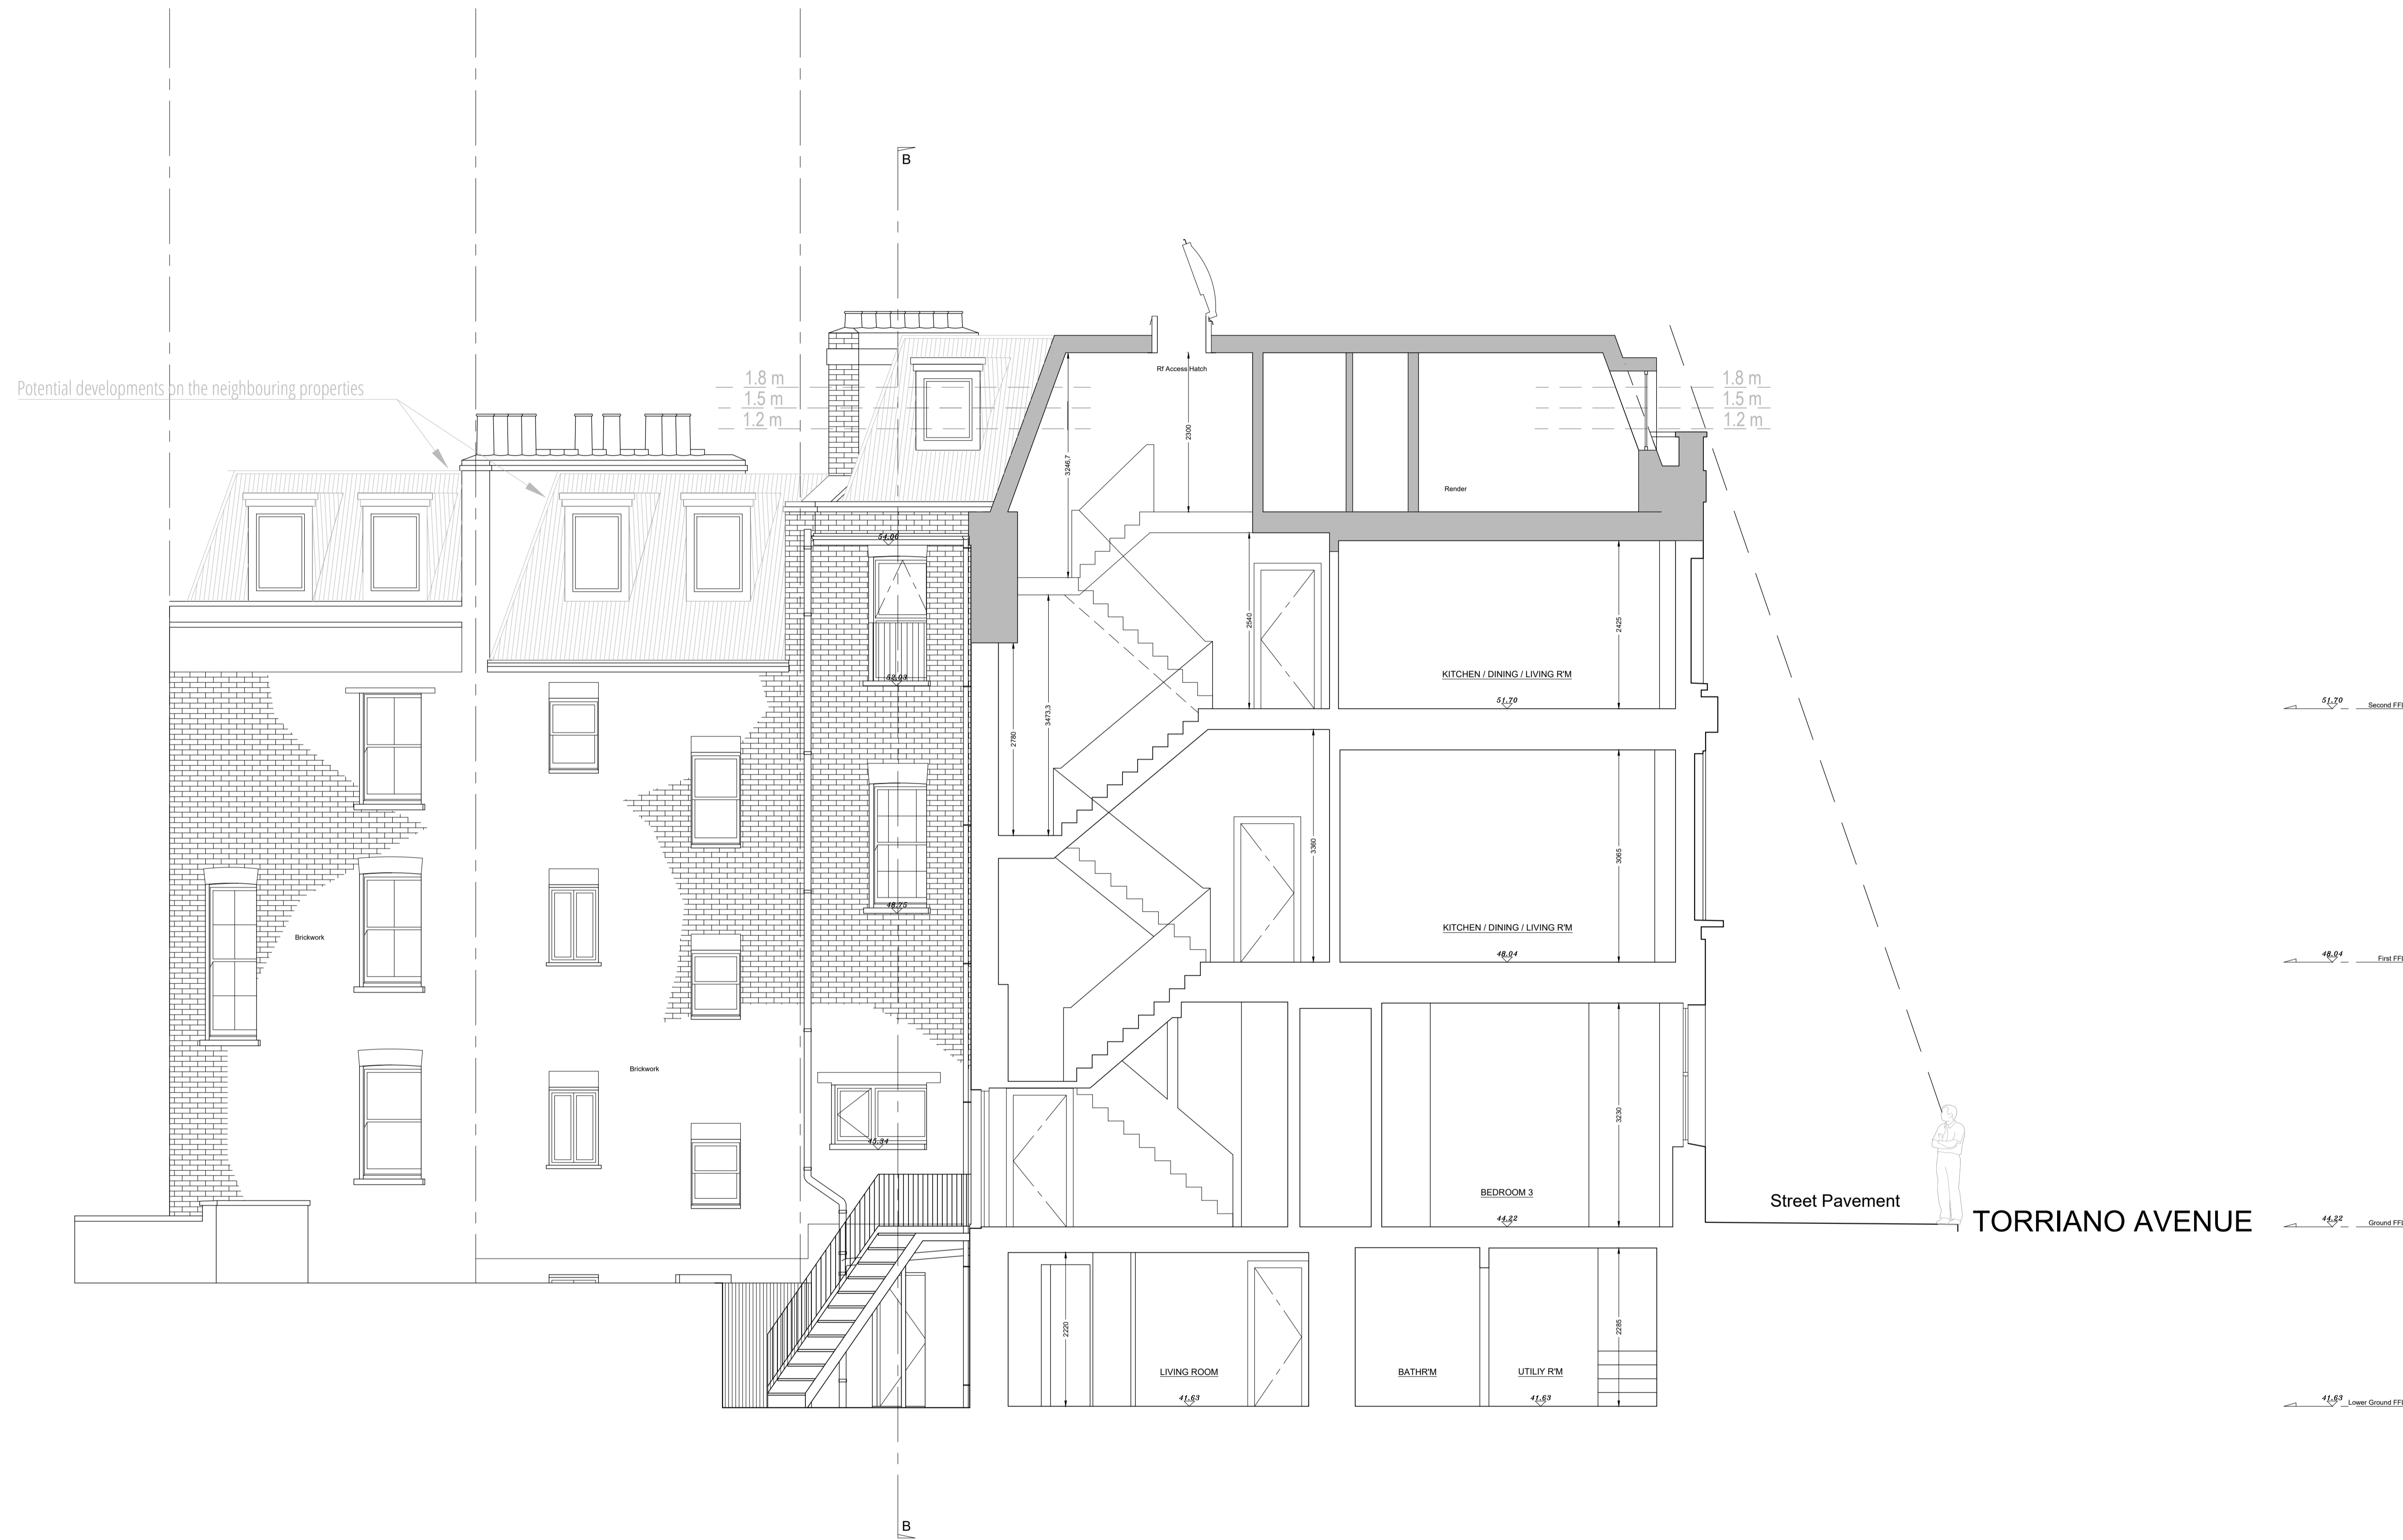 B
Potential developments on the neighbouring properties
1.8 m
1.5 m
1.2 m
Rf Access Hatch
1.8 m
1.5 m
1.2 m
3246,7
2300
Render
54.06
2540
2425
52.03
KITCHEN / DINING / LIVING R'M
51.70
51.70
Second FFL
2780
3473,3
3360
3065
48.75
Brickwork
KITCHEN / DINING / LIVING R'M
48.04
48.04
First FFL
Brickwork
3230
45.34
BEDROOM 3
44.22
Street Pavement
TORRIANO AVENUE
44.22
Ground FFL
2220
2285
LIVING ROOM
BATHR'M
UTILIY R'M
41.63
41.63
41.63
Lower Ground FFL
B